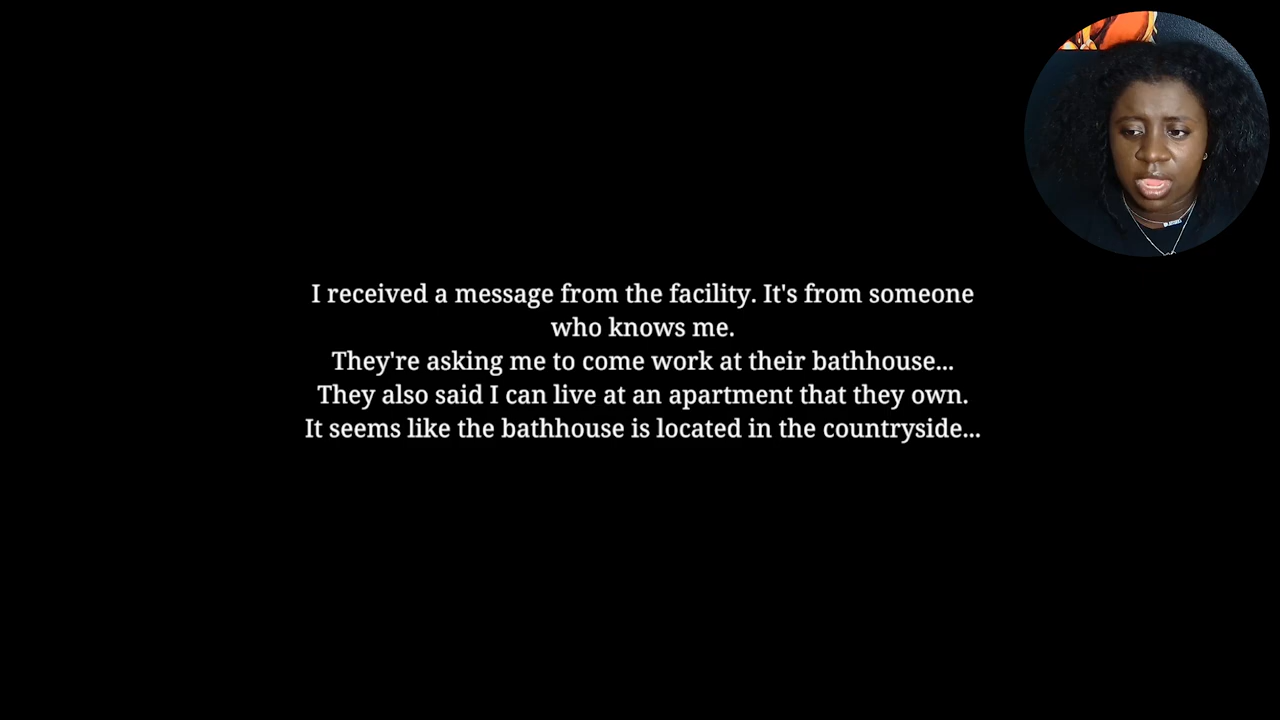 I received a message from the facility. It's from someone
who knows me.
They're asking me to come work at their bathhouse...
They also said I can live at an apartment that they own.
It seems like the bathhouse is located in the countryside...